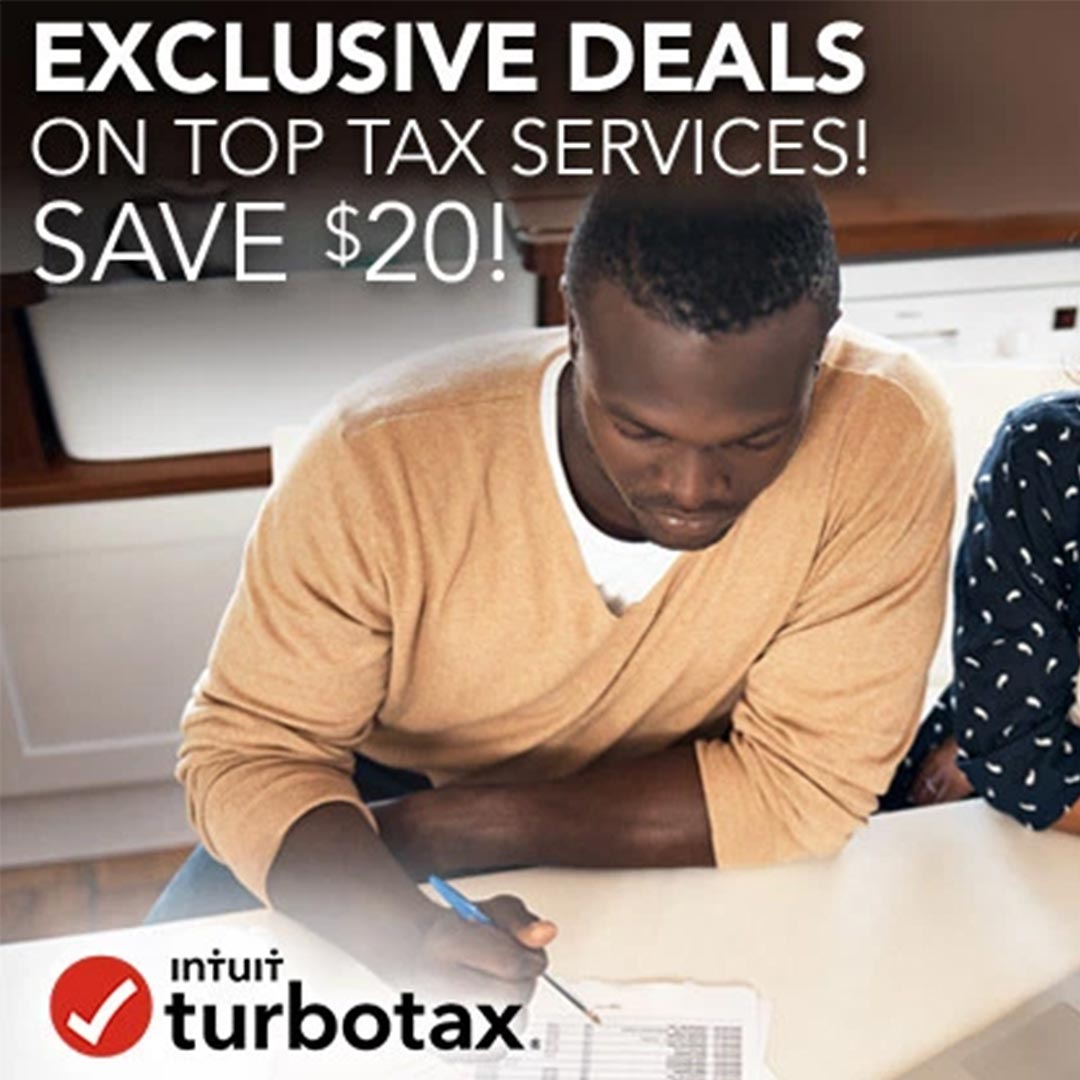 EXCLUSIVE DEALS
ON TOP TAX SERVICES!
SAVE $20!
intuit
turbotax®